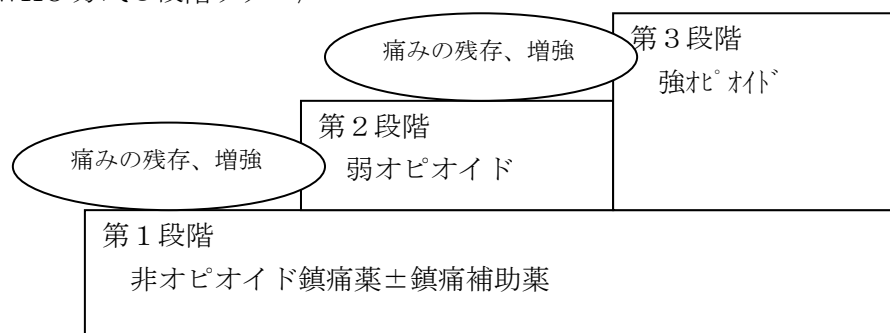 痛みの残存、増強
第３段階
強ｵﾋﾟｵｲﾄﾞ
痛みの残存、増強
第２段階
弱オピオイド
第１段階
非オピオイド鎮痛薬±鎮痛補助薬